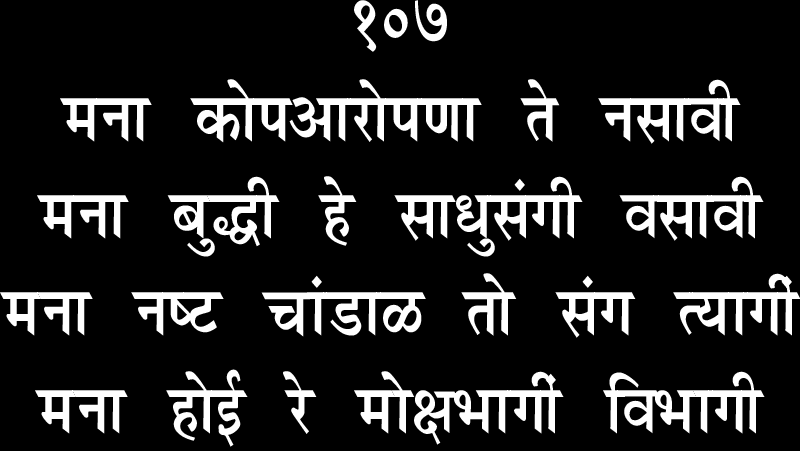 १०७
मना कोपआरोपणा ते नसावी
मना बुद्धी हे साधुसंगी वसावी
मना नष्ट चांडाळ तो संग त्यागीं
मना होई रे मोक्षभागीं विभागी